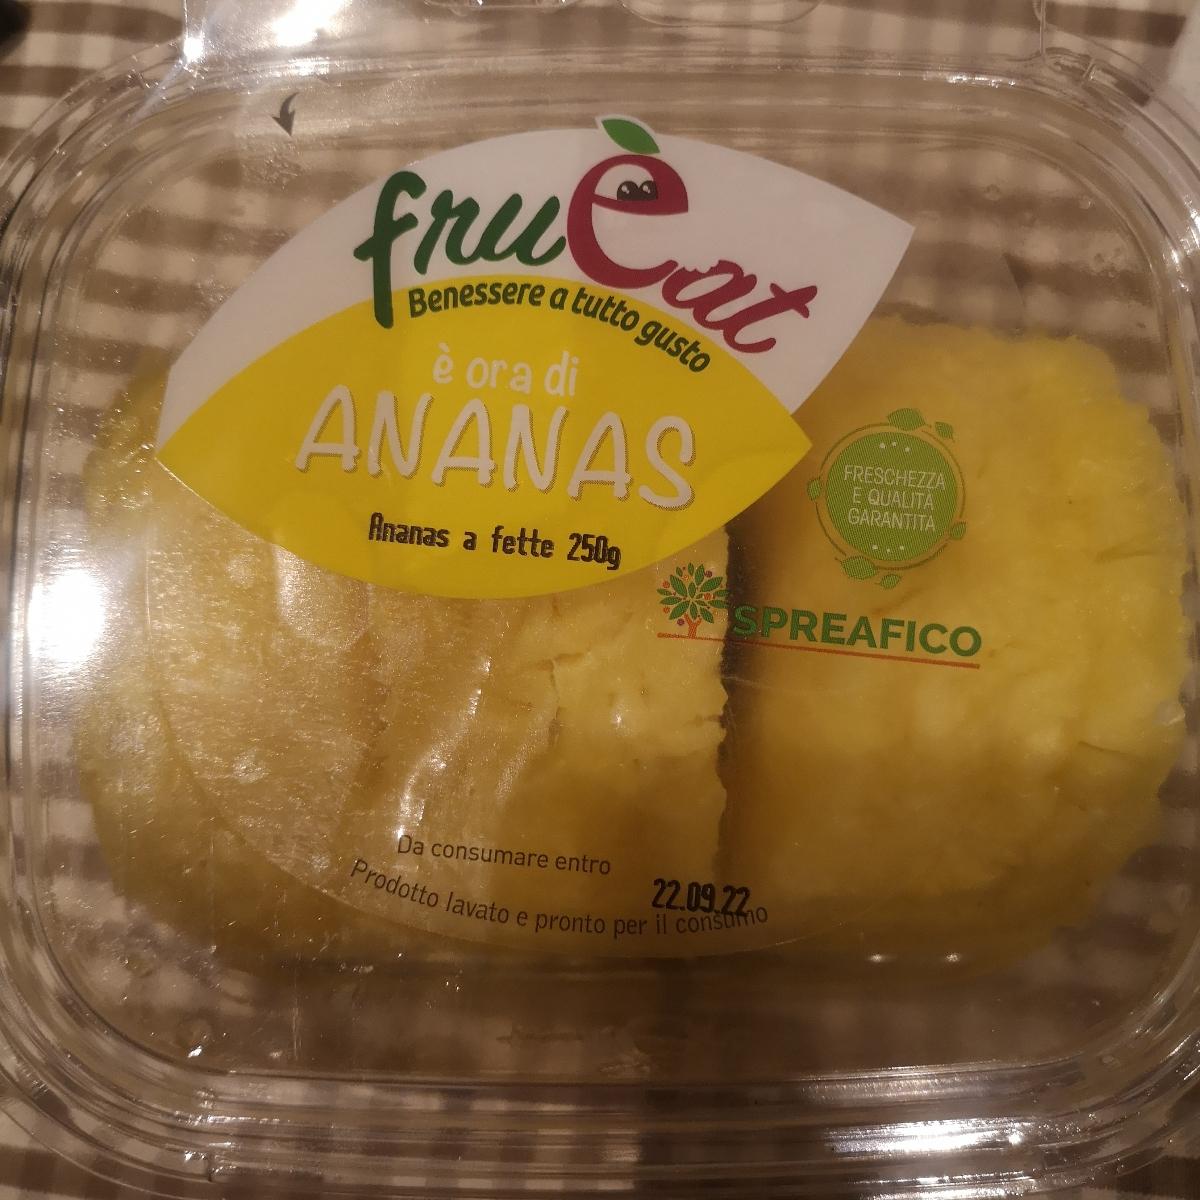 fruÈat
Benessere a tutto gusto
è ora di
ANANAS
Ananas a fette 250g
FRESCHEZZA
E QUALITÀ
GARANTITA
SPREAFICO
Da consumare entro
22.09.22
Prodotto lavato e pronto per il consumo